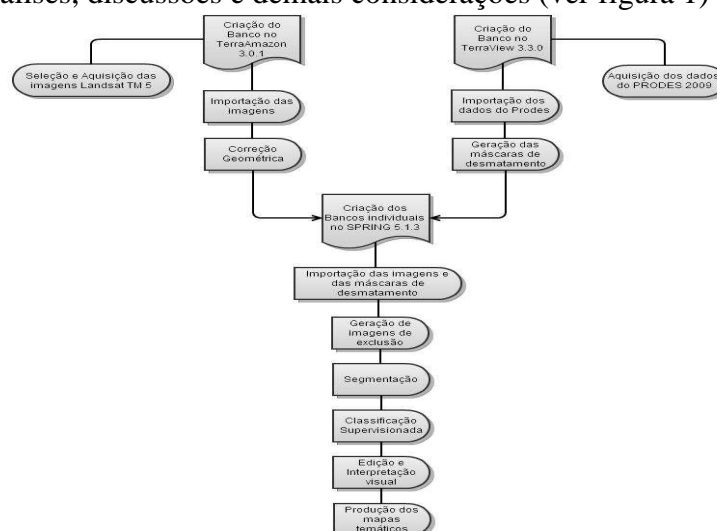 análises, discussões e demais considerações (ver figura 1)
Criação do
Banco no
TerraAmazon
3.0.1
Seleção e Aquisição das
imagens Landsat TM 5
Importação das
imagens
Correção
Geométrica
Criação do
Banco no
TerraView 3.3.0
Aquisição dos dados
do PRODES 2009
Importação dos
dados do Prodes
Geração das
máscaras de
desmatamento
Criação dos
Bancos individuais
no SPRING 5.1.3
Importação das imagens e
das máscaras de
desmatamento
Geração de
imagens de
exclusão
Segmentação
Classificação
Supervisionada
Edição e
Interpretação
visual
Produção dos
mapas
temáticos